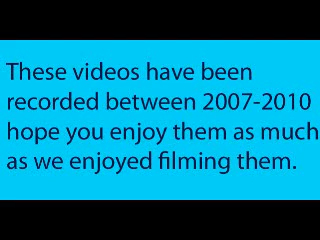 These videos have been
recorded between 2007-2010
hope you enjoy them as much
as we enjoyed filming them.